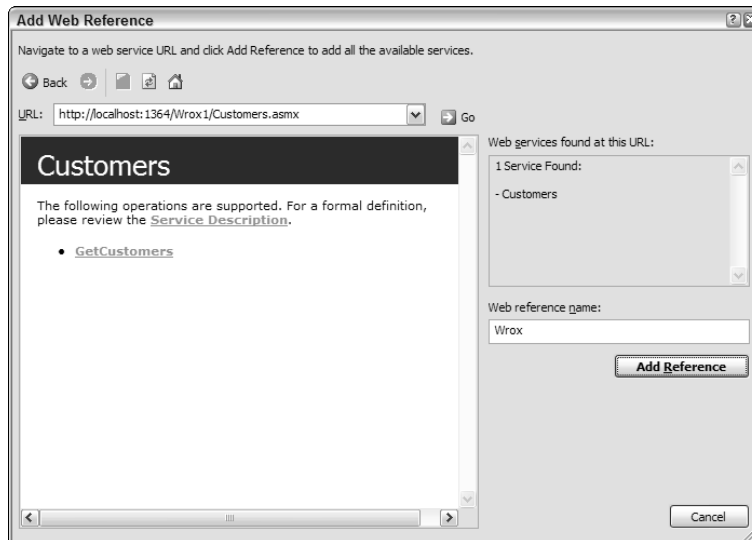 Add Web Reference
Navigate to a web service URL and click Add Reference to add all the available services.
Back
URL: http://localhost:1364/Wrox1/Customers.asmx Go
Customers
The following operations are supported. For a formal definition,
please review the Service Description.
• GetCustomers
Web services found at this URL:
1 Service Found:
- Customers
Web reference name:
Wrox
Add Reference
Cancel